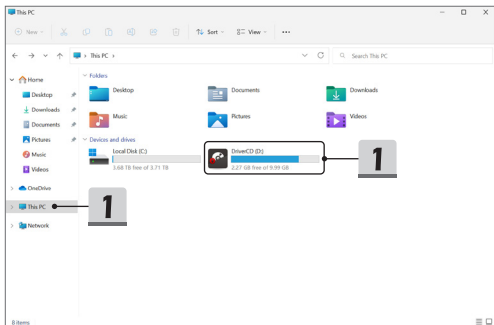 This PC
New
Sort
View
This PC
Search This PC
Home
Desktop
Downloads
Documents
Pictures
Music
Videos
OneDrive
This PC
Network
Folders
Desktop
Documents
Downloads
Music
Pictures
Videos
Devices and drives
Local Disk (C:)
3.68 TB free of 3.71 TB
DriverCD (D:)
2.27 GB free of 9.99 GB
1
1
8 items